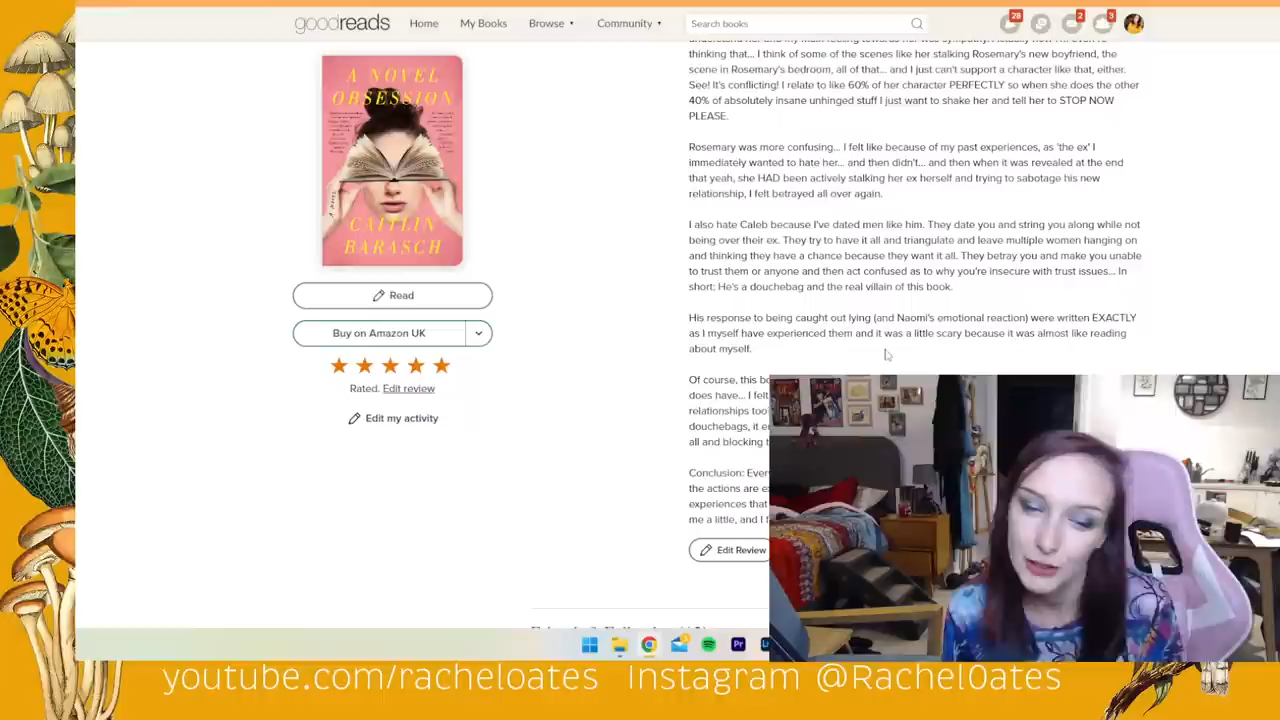 goodreads Home My Books Browse Community Search books 28 2 3
thinking that... I think of some of the scenes like her stalking Rosemary's new boyfriend, the
scene in Rosemary's bedroom, all of that... and I just can't support a character like that, either.
See! It's conflicting! I relate to like 60% of her character PERFECTLY so when she does the other
40% of absolutely insane unhinged stuff I just want to shake her and tell her to STOP NOW
PLEASE.
Rosemary was more confusing... I felt like because of my past experiences, as 'the ex' I
immediately wanted to hate her... and then didn't... and then when it was revealed at the end
that yeah, she HAD been actively stalking her ex herself and trying to sabotage his new
relationship, I felt betrayed all over again.
I also hate Caleb because I've dated men like him. They date you and string you along while not
being over their ex. They try to have it all and triangulate and leave multiple women hanging on
and thinking they have a chance because they want it all. They betray you and make you unable
to trust them or anyone and then act confused as to why you're insecure with trust issues... In
short: He's a douchebag and the real villain of this book.
His response to being caught out lying (and Naomi's emotional reaction) were written EXACTLY
as I myself have experienced them and it was a little scary because it was almost like reading
about myself.
Of course, this bo
does have... I felt
relationships too
douchebags, it e
all and blocking
Conclusion: Ever
the actions are e
experiences that
me a little, and I f
Edit Review
A NOVEL
OBSESSION
CAITLIN
BARASCH
Read
Buy on Amazon UK
Rated. Edit review
Edit my activity
youtube.com/racheloates Instagram @Rachel0ates